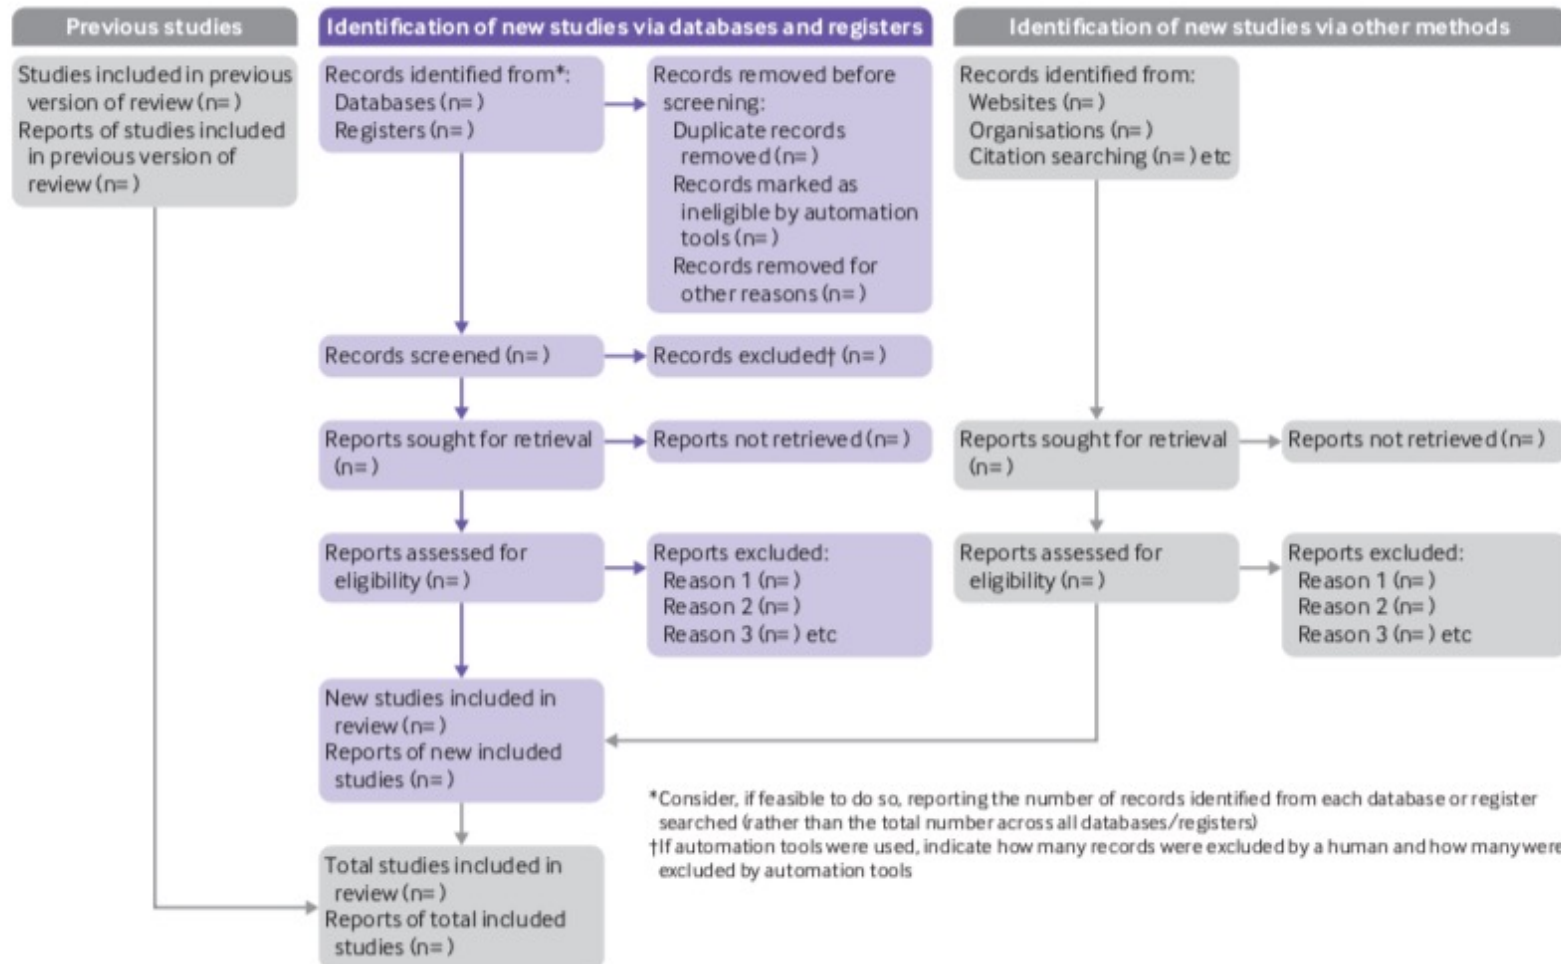 Previous studies
Identification of new studies via databases and registers
Identification of new studies via other methods
Studies included in previous
version of review (n= )
Reports of studies included
in previous version of
review (n= )
Records identified from*:
Databases (n= )
Registers (n= )
Records removed before
screening:
Duplicate records
removed (n= )
Records marked as
ineligible by automation
tools (n= )
Records removed for
other reasons (n= )
Records identified from:
Websites (n= )
Organisations (n= )
Citation searching (n= ) etc
Records screened (n= )
Records excluded† (n= )
Reports sought for retrieval
(n= )
Reports not retrieved (n= )
Reports sought for retrieval
(n= )
Reports not retrieved (n= )
Reports assessed for
eligibility (n= )
Reports excluded:
Reason 1 (n= )
Reason 2 (n= )
Reason 3 (n= ) etc
Reports assessed for
eligibility (n= )
Reports excluded:
Reason 1 (n= )
Reason 2 (n= )
Reason 3 (n= ) etc
New studies included in
review (n= )
Reports of new included
studies (n= )
*Consider, if feasible to do so, reporting the number of records identified from each database or register
searched (rather than the total number across all databases/registers)
†If automation tools were used, indicate how many records were excluded by a human and how many were
excluded by automation tools
Total studies included in
review (n= )
Reports of total included
studies (n= )